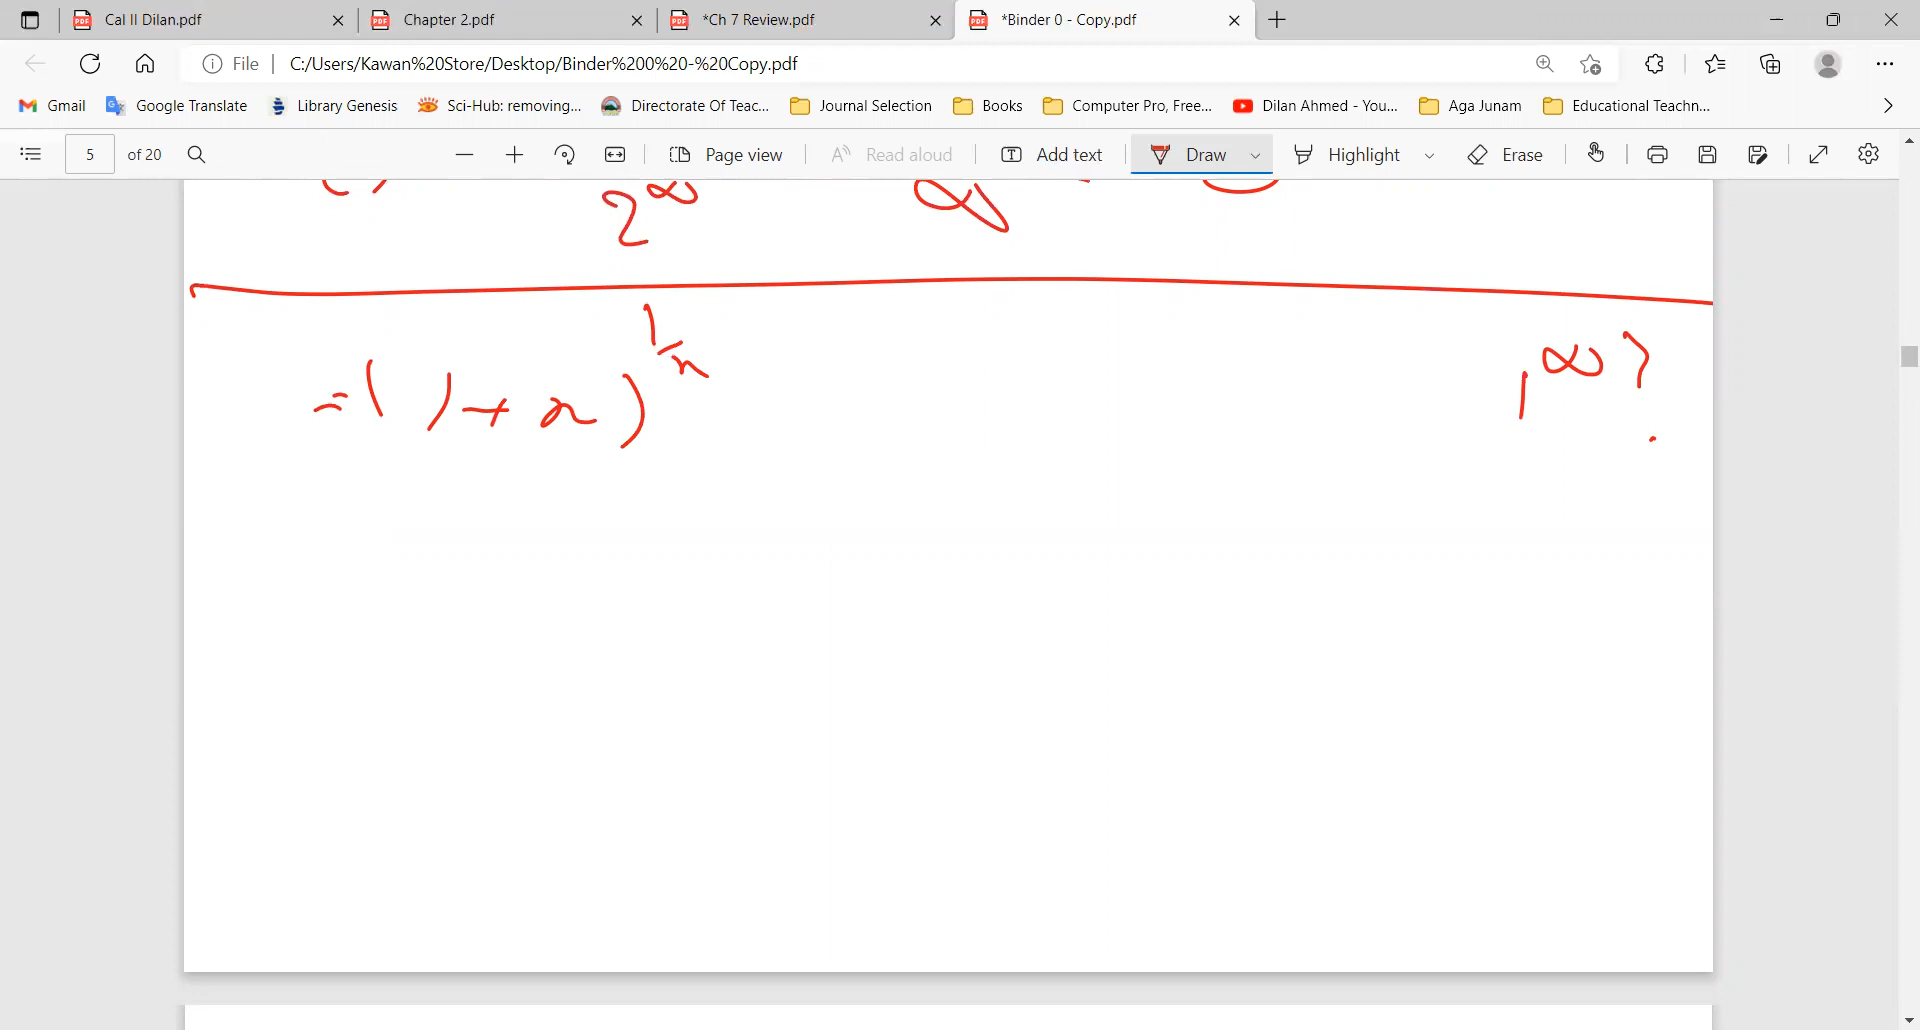 Cal II Dilan.pdf
Chapter 2.pdf
*Ch 7 Review.pdf
*Binder 0 - Copy.pdf
File
C:/Users/Kawan%20Store/Desktop/Binder%200%20-%20Copy.pdf
Gmail
Google Translate
Library Genesis
Sci-Hub: removing...
Directorate Of Teac...
Journal Selection
Books
Computer Pro, Free...
Dilan Ahmed - You...
Aga Junam
Educational Teachn...
5 of 20
Page view
Read aloud
Add text
Draw
Highlight
Erase
2^∞
=(1+x)^(1/x)
1^∞ ?